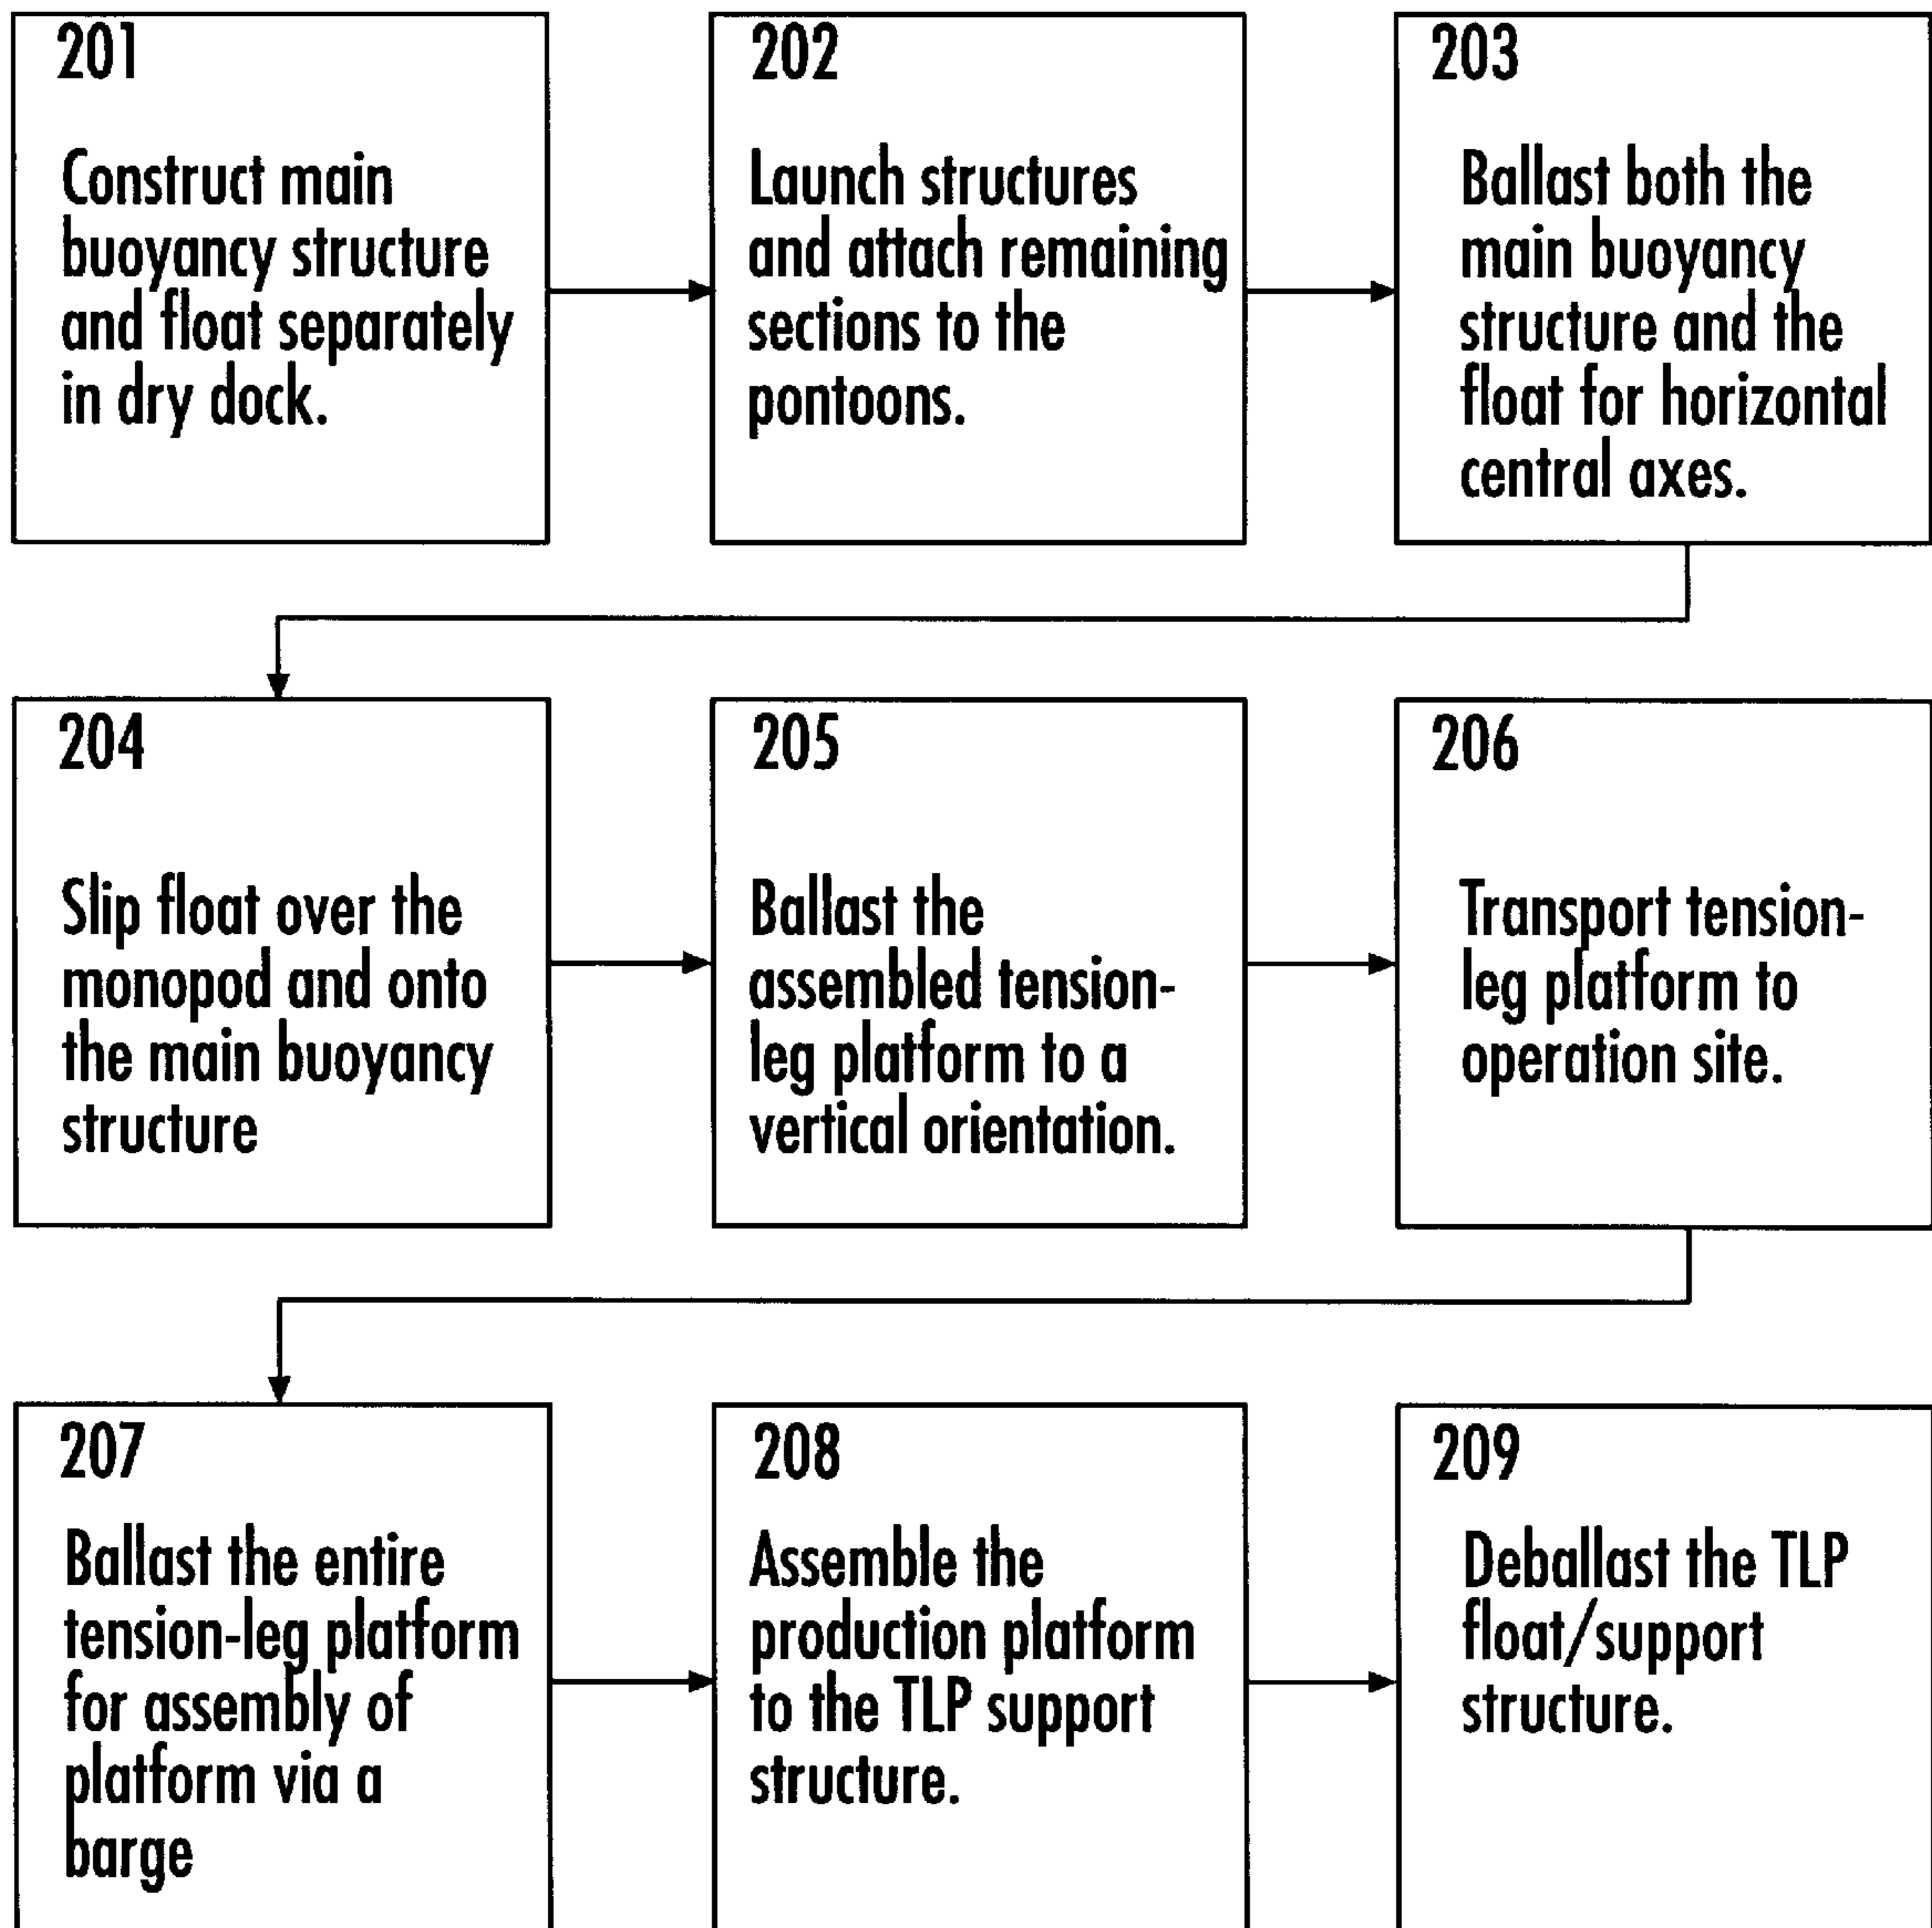 201
Construct main
buoyancy structure
and float separately
in dry dock.
202
Launch structures
and attach remaining
sections to the
pontoons.
203
Ballast both the
main buoyancy
structure and the
float for horizontal
central axes.
204
Slip float over the
monopod and onto
the main buoyancy
structure
205
Ballast the
assembled tension-
leg platform to a
vertical orientation.
206
Transport tension-
leg platform to
operation site.
207
Ballast the entire
tension-leg platform
for assembly of
platform via a
barge
208
Assemble the
production platform
to the TLP support
structure.
209
Deballast the TLP
float/support
structure.